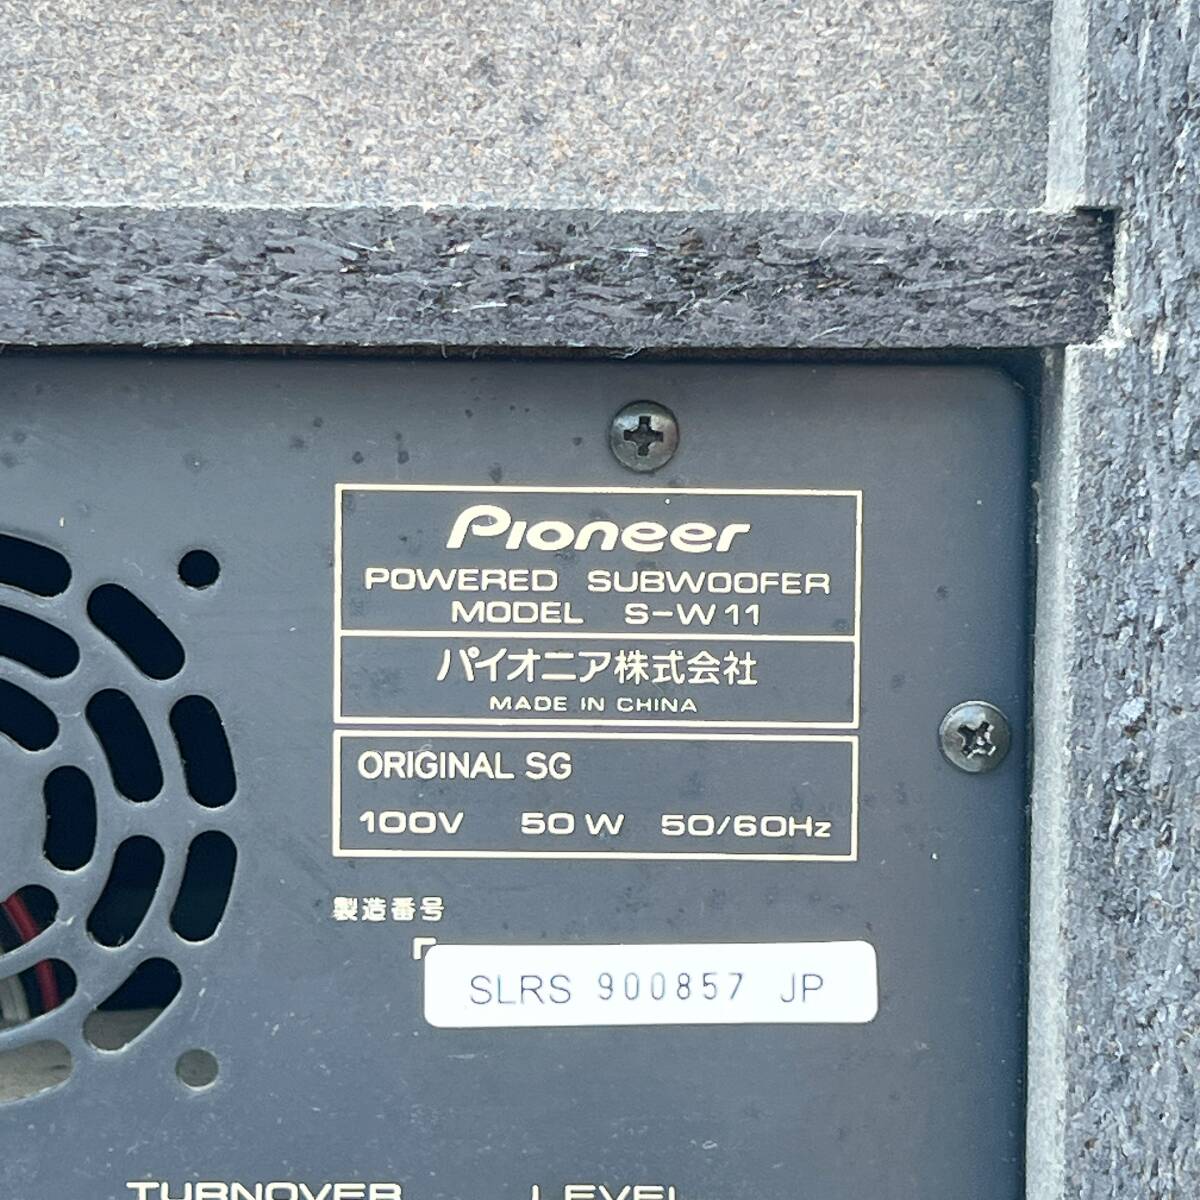 Pioneer
POWERED SUBWOOFER
MODEL S-W11
パイオニア株式会社
MADE IN CHINA
ORIGINAL SG
100V 50W 50/60Hz
製造番号
SLRS 900857 JP
TURNOVER LEVEL